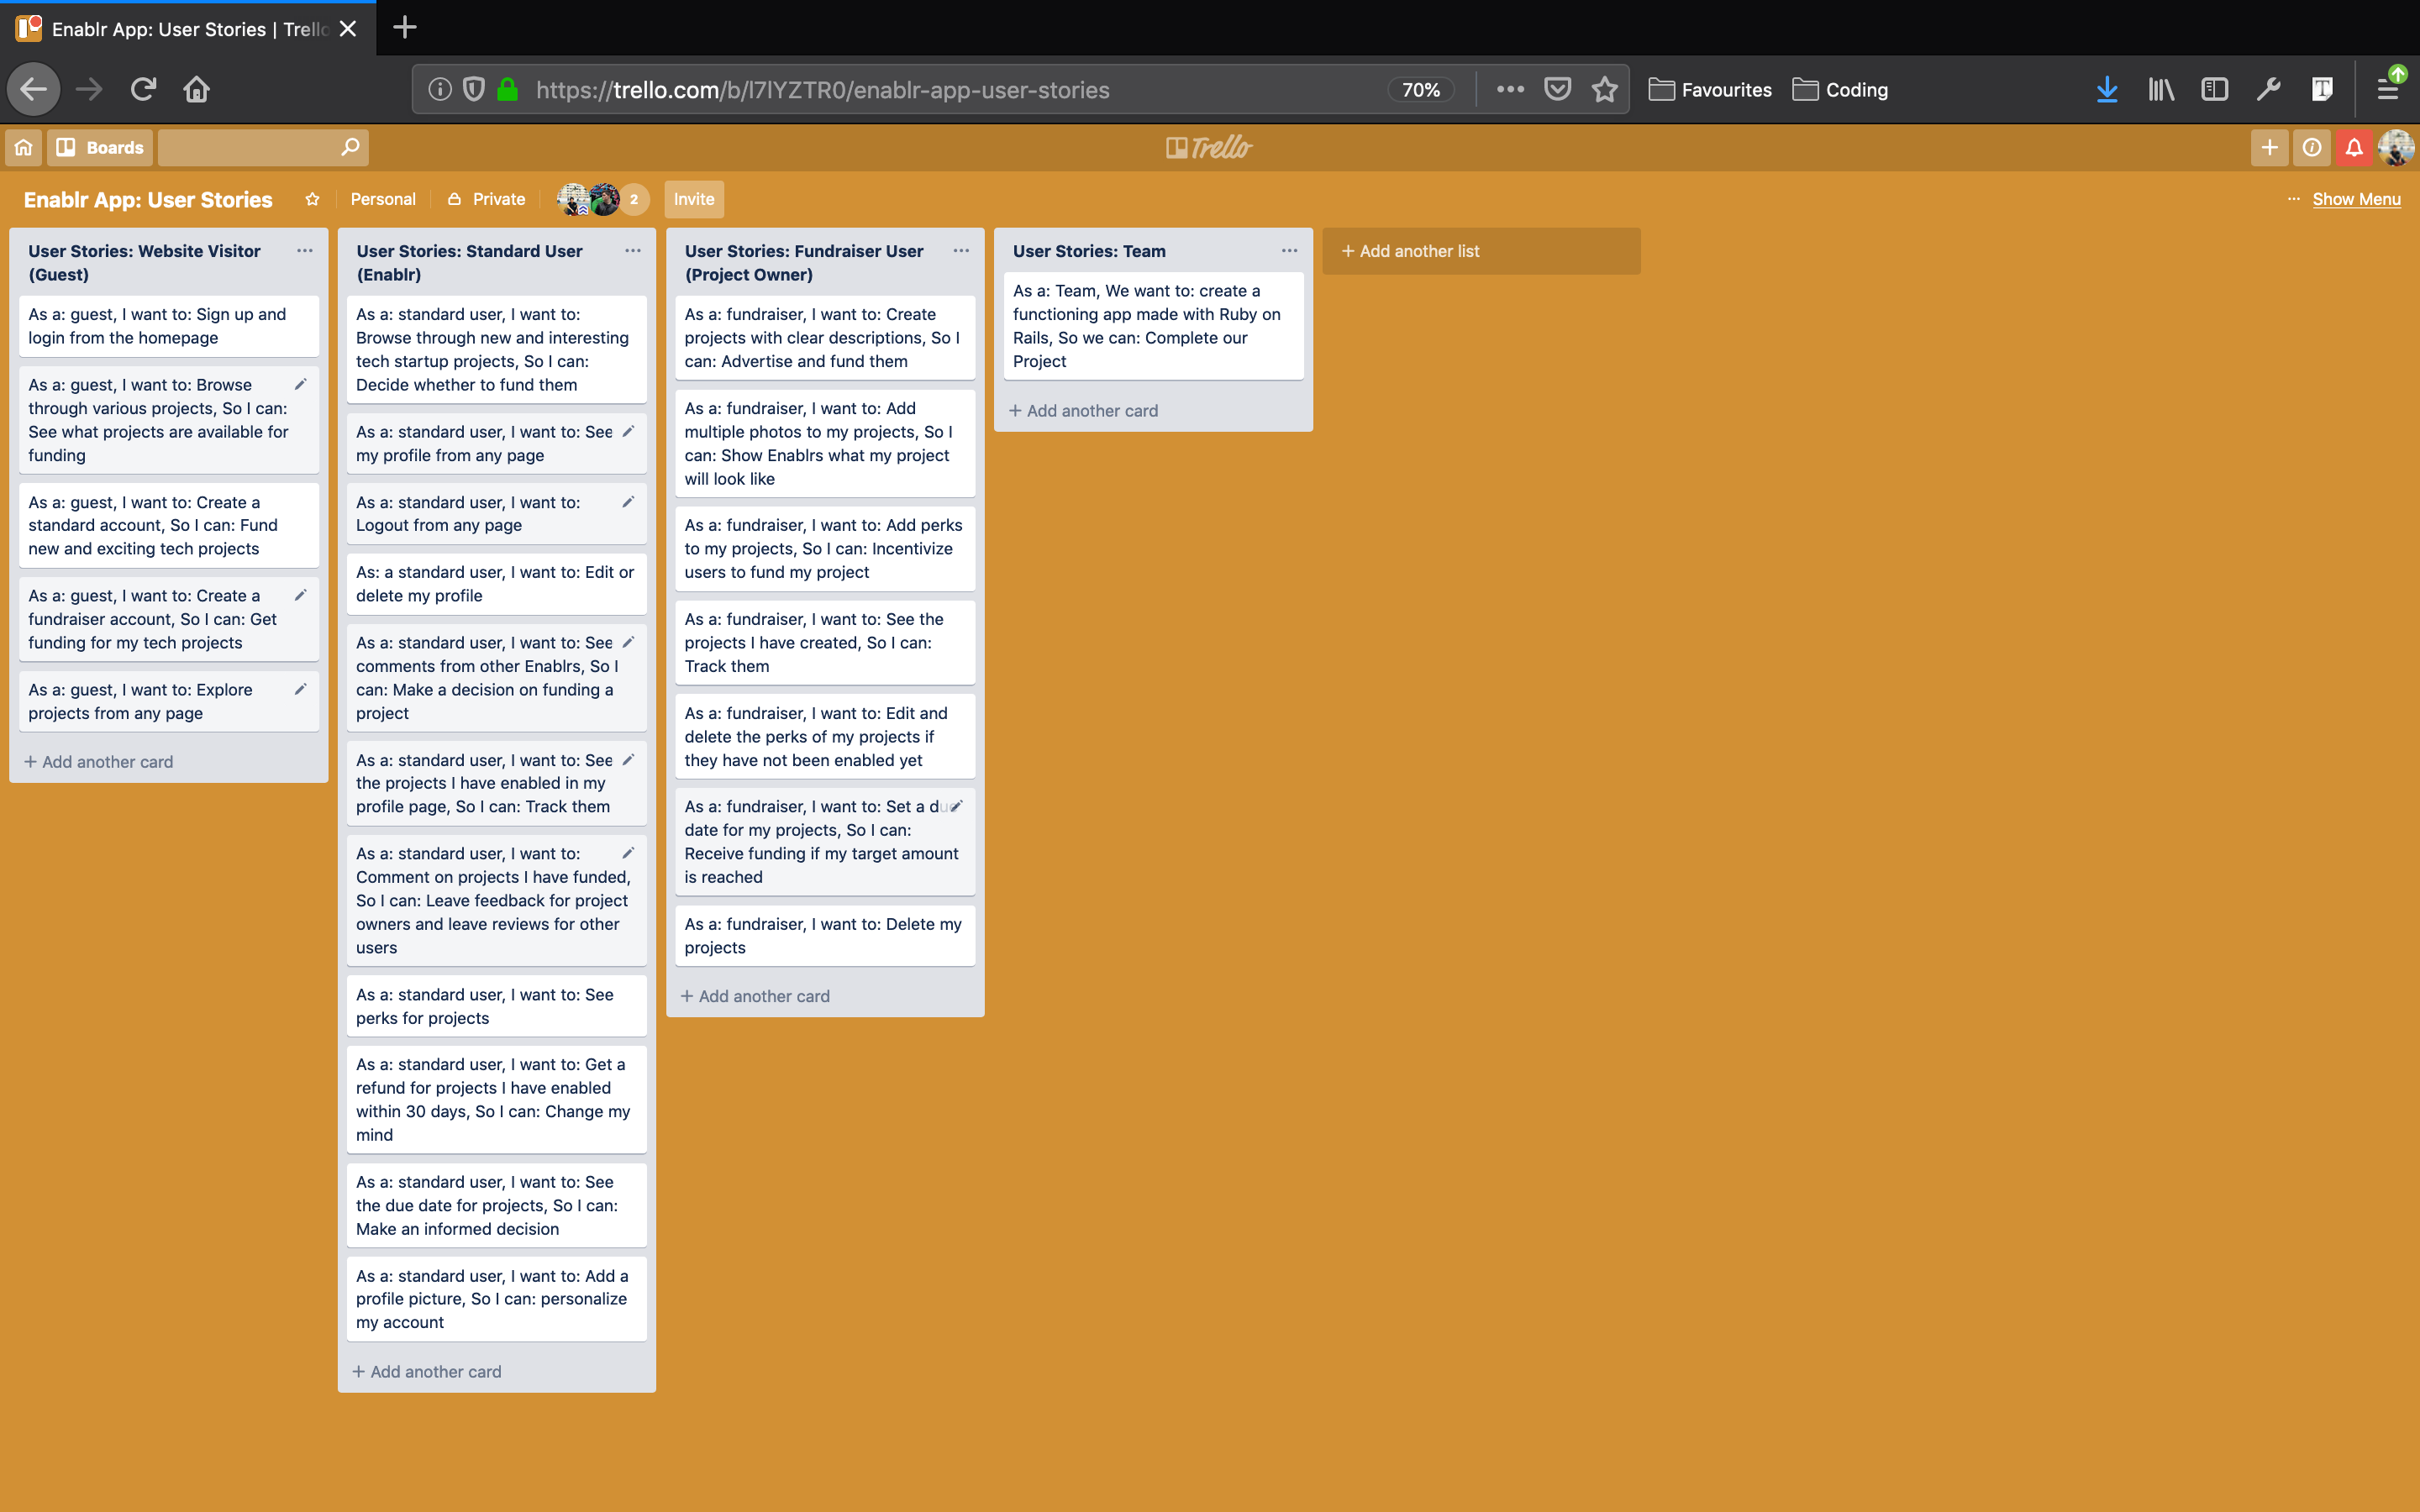 Enablr App: User Stories | Trello
https://trello.com/b/I7IYZTR0/enablr-app-user-stories
70%
Favourites
Coding
Boards
Trello
Enablr App: User Stories
Personal
Private
2
Invite
Show Menu
User Stories: Website Visitor
(Guest)
As a: guest, I want to: Sign up and
login from the homepage
As a: guest, I want to: Browse
through various projects, So I can:
See what projects are available for
funding
As a: guest, I want to: Create a
standard account, So I can: Fund
new and exciting tech projects
As a: guest, I want to: Create a
fundraiser account, So I can: Get
funding for my tech projects
As a: guest, I want to: Explore
projects from any page
+ Add another card
User Stories: Standard User
(Enablr)
As a: standard user, I want to:
Browse through new and interesting
tech startup projects, So I can:
Decide whether to fund them
As a: standard user, I want to: See
my profile from any page
As a: standard user, I want to:
Logout from any page
As: a standard user, I want to: Edit or
delete my profile
As a: standard user, I want to: See
comments from other Enablrs, So I
can: Make a decision on funding a
project
As a: standard user, I want to: See
the projects I have enabled in my
profile page, So I can: Track them
As a: standard user, I want to:
Comment on projects I have funded,
So I can: Leave feedback for project
owners and leave reviews for other
users
As a: standard user, I want to: See
perks for projects
As a: standard user, I want to: Get a
refund for projects I have enabled
within 30 days, So I can: Change my
mind
As a: standard user, I want to: See
the due date for projects, So I can:
Make an informed decision
As a: standard user, I want to: Add a
profile picture, So I can: personalize
my account
+ Add another card
User Stories: Fundraiser User
(Project Owner)
As a: fundraiser, I want to: Create
projects with clear descriptions, So I
can: Advertise and fund them
As a: fundraiser, I want to: Add
multiple photos to my projects, So I
can: Show Enablrs what my project
will look like
As a: fundraiser, I want to: Add perks
to my projects, So I can: Incentivize
users to fund my project
As a: fundraiser, I want to: See the
projects I have created, So I can:
Track them
As a: fundraiser, I want to: Edit and
delete the perks of my projects if
they have not been enabled yet
As a: fundraiser, I want to: Set a due
date for my projects, So I can:
Receive funding if my target amount
is reached
As a: fundraiser, I want to: Delete my
projects
+ Add another card
User Stories: Team
As a: Team, We want to: create a
functioning app made with Ruby on
Rails, So we can: Complete our
Project
+ Add another card
+ Add another list